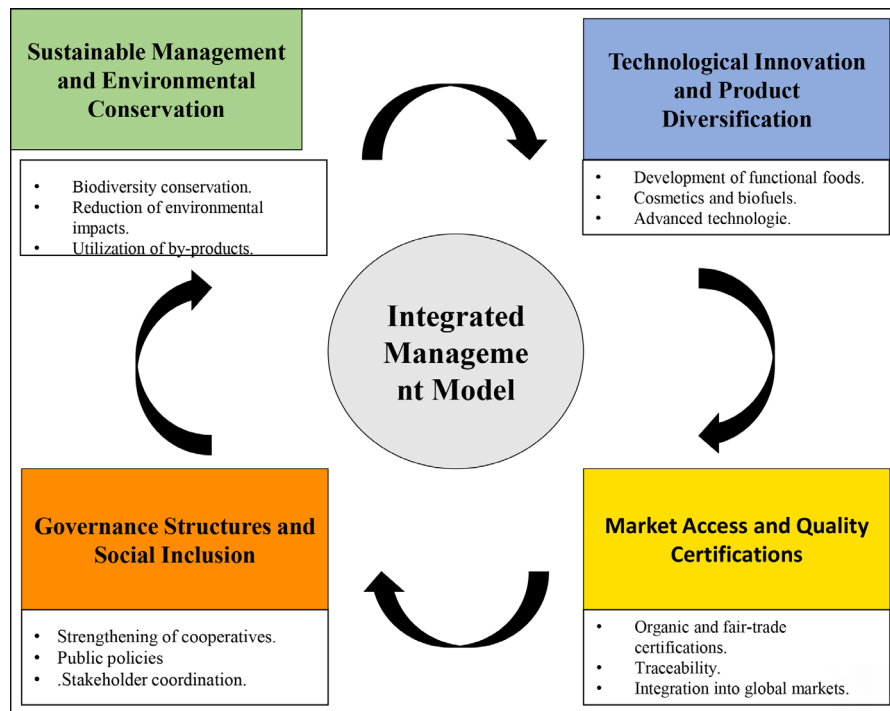 Sustainable Management
and Environmental
Conservation
• Biodiversity conservation.
• Reduction of environmental
impacts.
• Utilization of by-products.
Technological Innovation
and Product
Diversification
• Development of functional foods.
• Cosmetics and biofuels.
• Advanced technologie.
Integrated
Manageme
nt Model
Governance Structures and
Social Inclusion
• Strengthening of cooperatives.
• Public policies
• .Stakeholder coordination.
Market Access and Quality
Certifications
• Organic and fair-trade
certifications.
• Traceability.
• Integration into global markets.